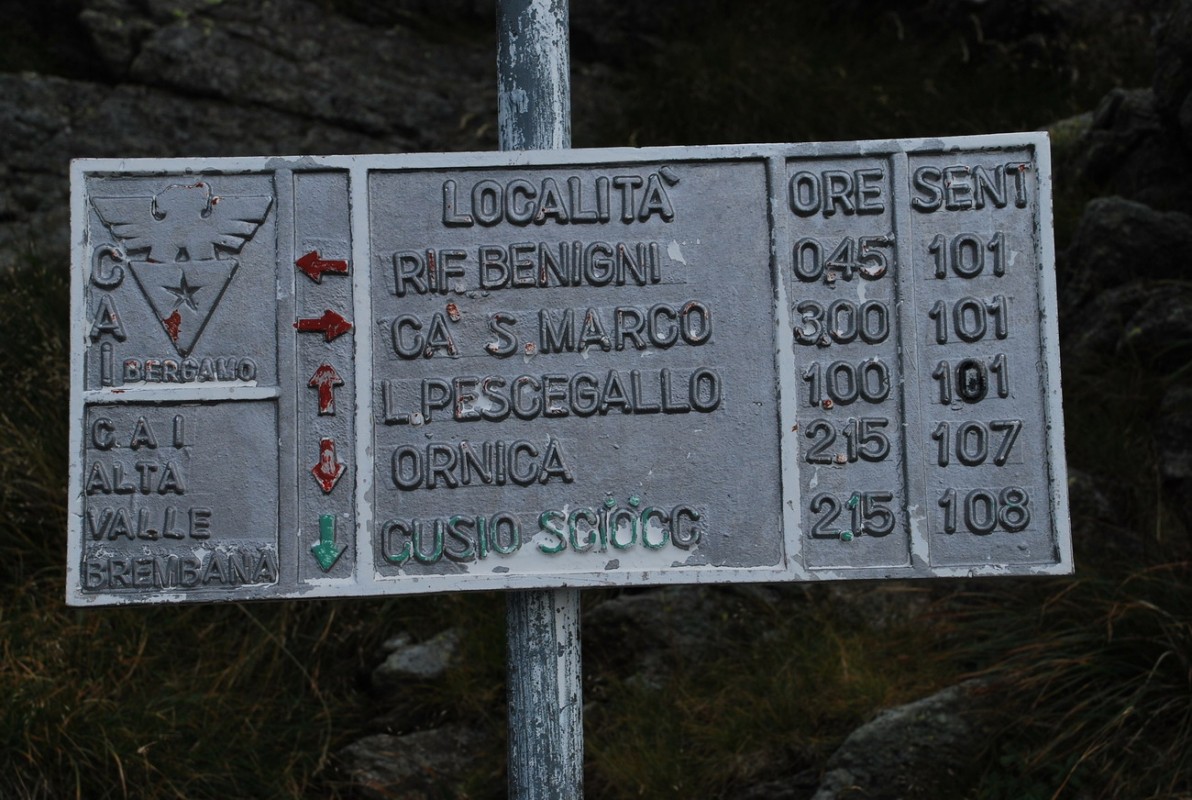 C
A
I BERGAMO
C.A I
ALTA
VALLE
BREMBANA
LOCALITÀ ORE SENT
RIF BENIGNI 0,45 101
CA' S. MARCO 3,00 101
L. PESCEGALLO 1,00 101
ORNICA 2,15 107
CUSIO SCIOCC 2,15 108